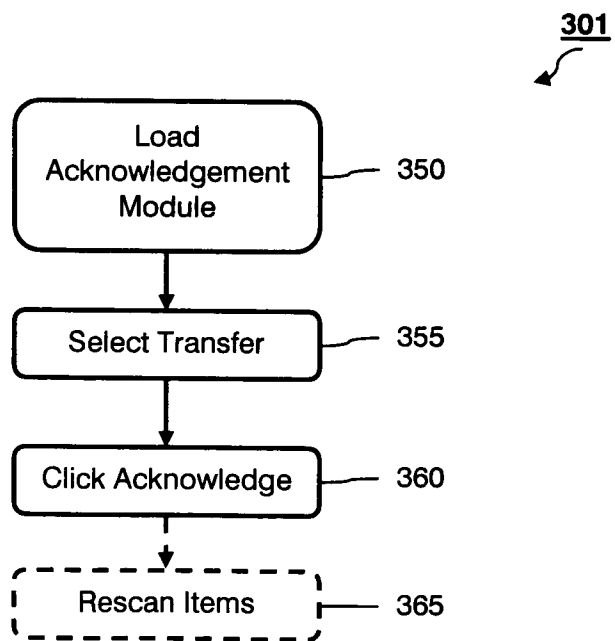 301
Load
Acknowledgement
Module
350
Select Transfer
355
Click Acknowledge
360
Rescan Items
365